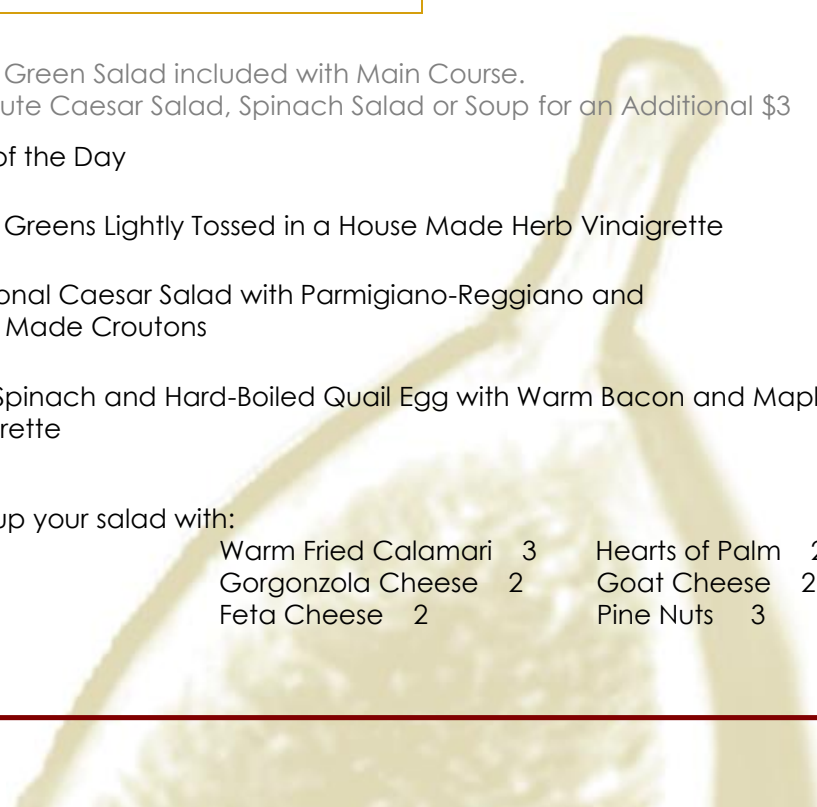 Green Salad included with Main Course.
ute Caesar Salad, Spinach Salad or Soup for an Additional $3
of the Day
Greens Lightly Tossed in a House Made Herb Vinaigrette
onal Caesar Salad with Parmigiano-Reggiano and
Made Croutons
Spinach and Hard-Boiled Quail Egg with Warm Bacon and Mapl
rette
up your salad with:
Warm Fried Calamari 3 Hearts of Palm 2
Gorgonzola Cheese 2 Goat Cheese 2
Feta Cheese 2 Pine Nuts 3